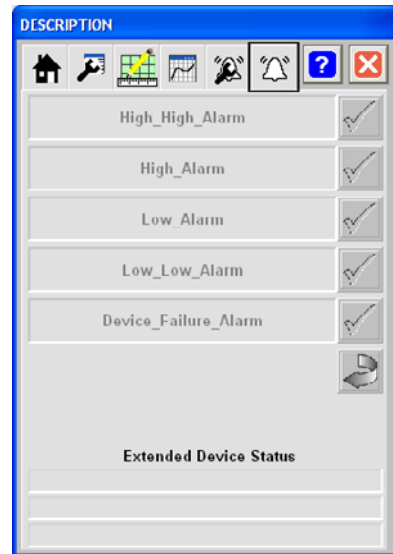 DESCRIPTION
?
High_High_Alarm
High_Alarm
Low_Alarm
Low_Low_Alarm
Device_Failure_Alarm
Extended Device Status